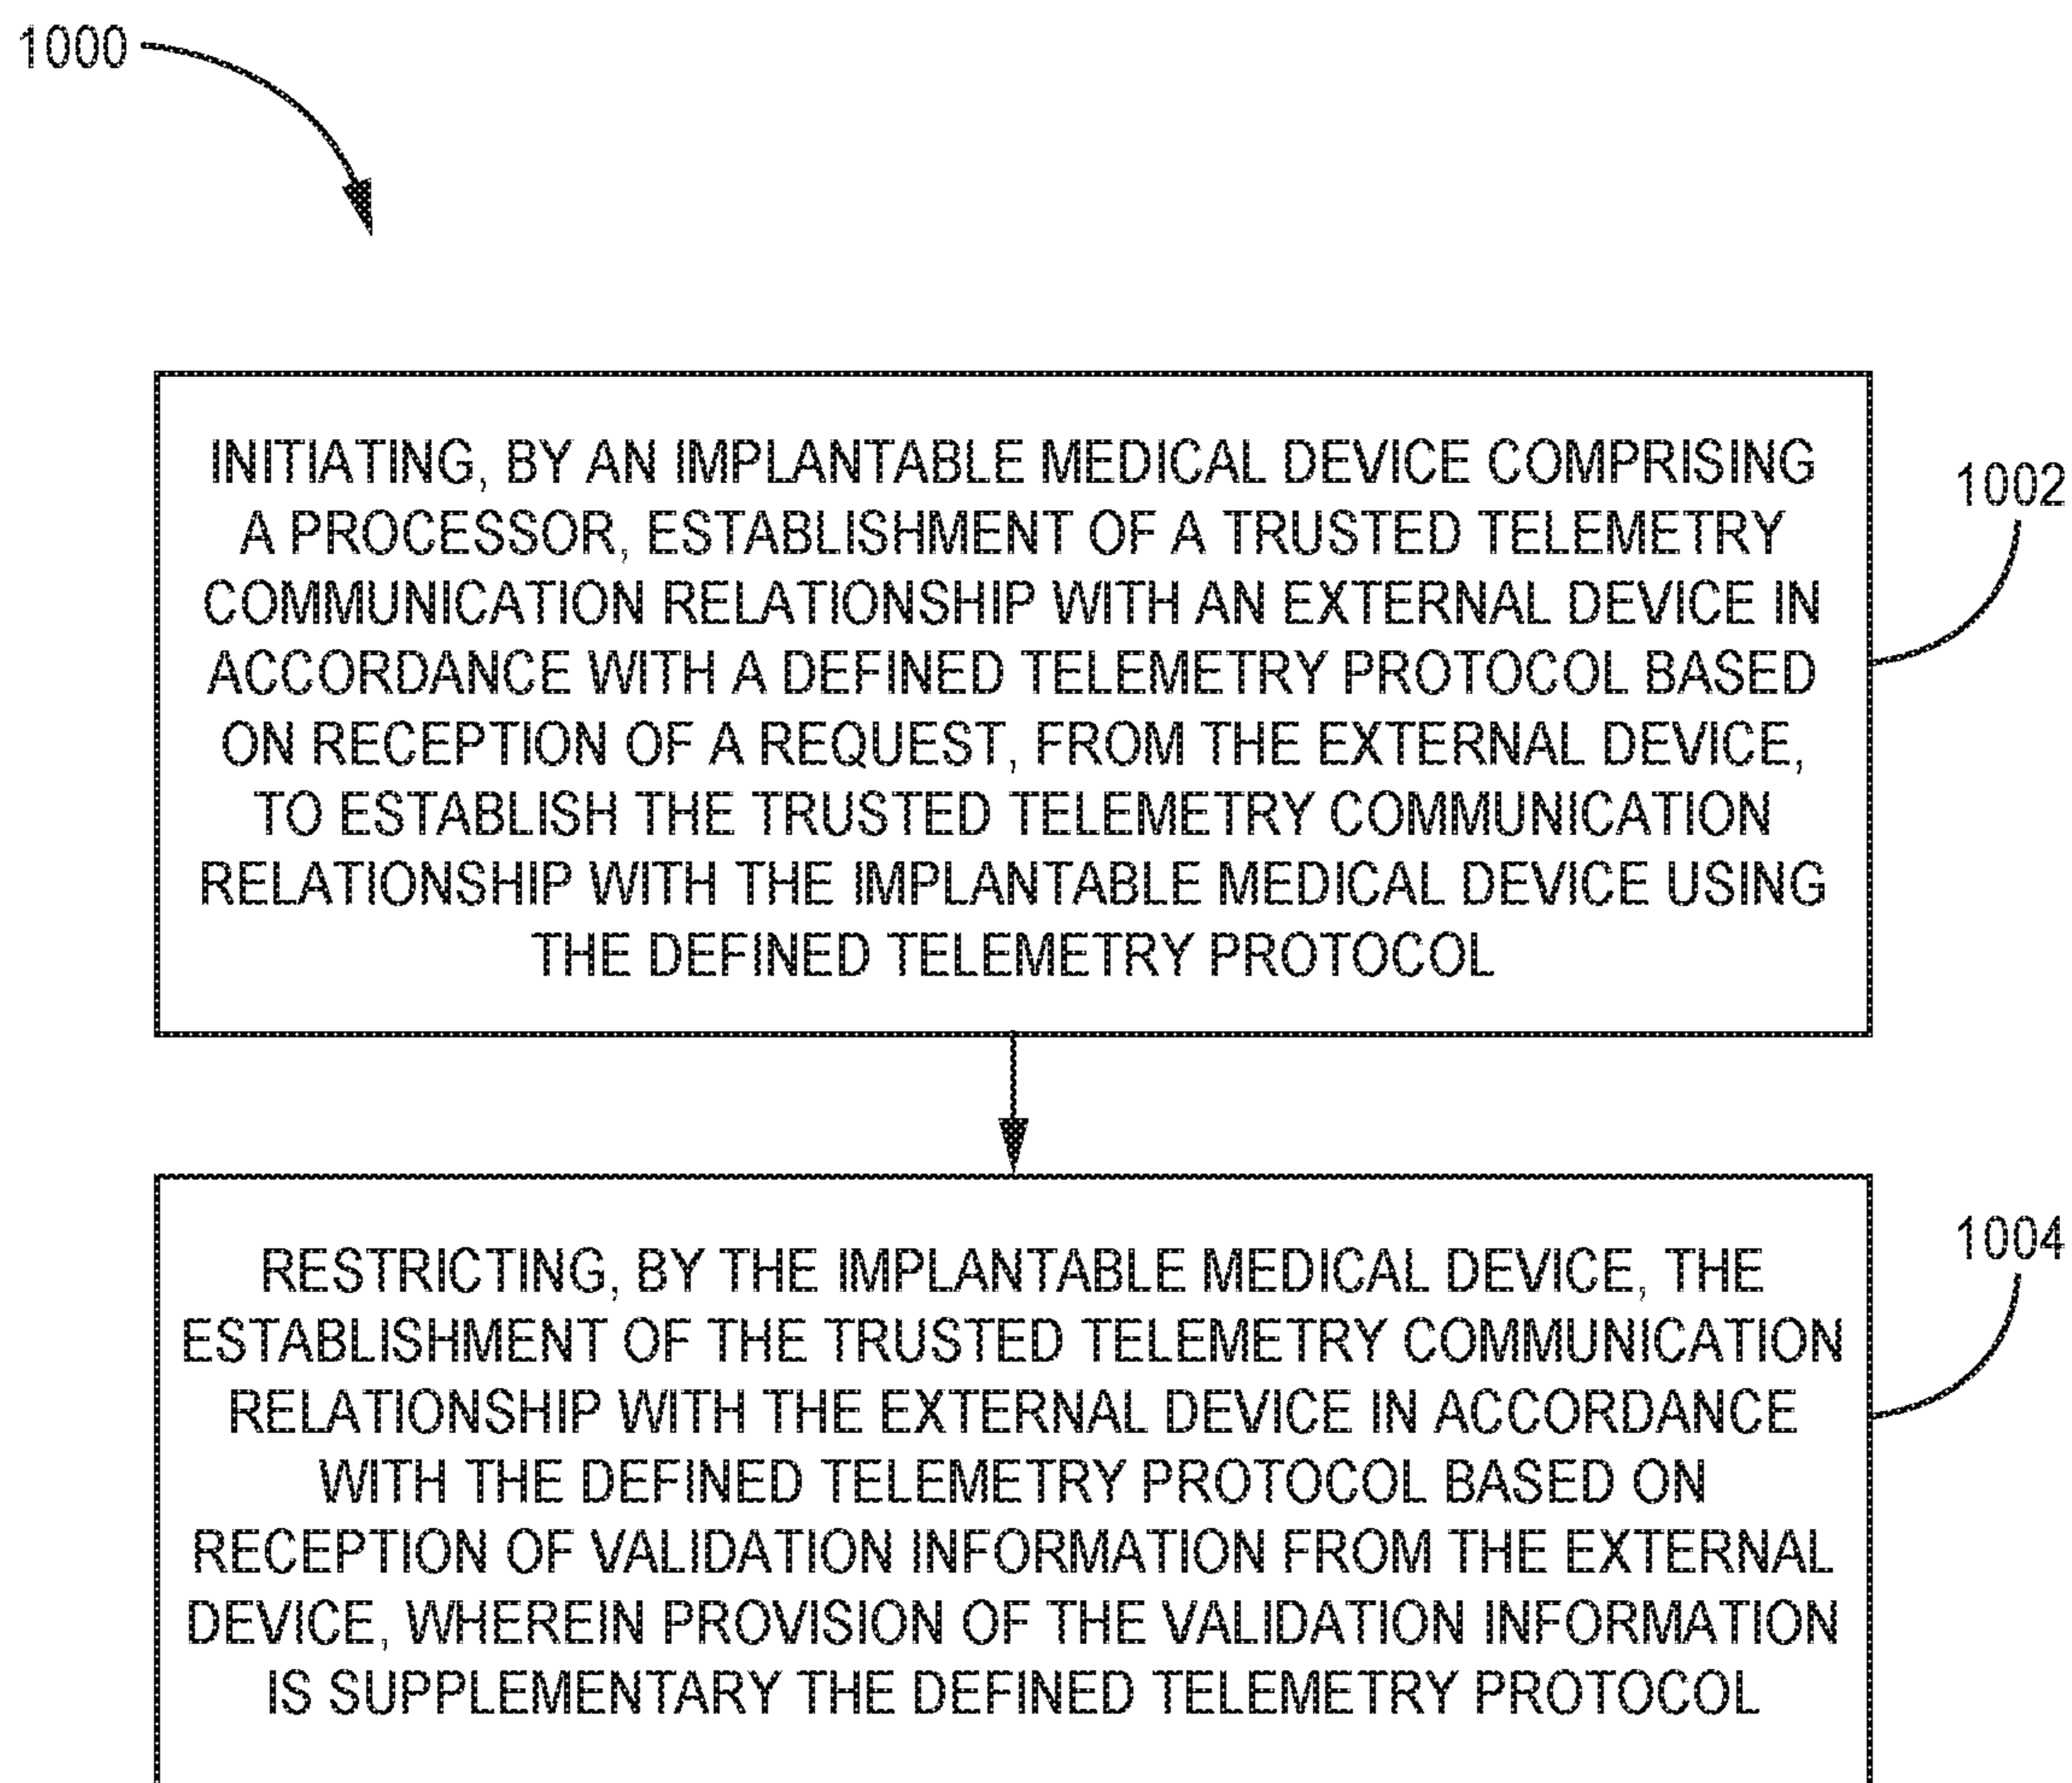 1000
INITIATING, BY AN IMPLANTABLE MEDICAL DEVICE COMPRISING
A PROCESSOR, ESTABLISHMENT OF A TRUSTED TELEMETRY
COMMUNICATION RELATIONSHIP WITH AN EXTERNAL DEVICE IN
ACCORDANCE WITH A DEFINED TELEMETRY PROTOCOL BASED
ON RECEPTION OF A REQUEST, FROM THE EXTERNAL DEVICE,
TO ESTABLISH THE TRUSTED TELEMETRY COMMUNICATION
RELATIONSHIP WITH THE IMPLANTABLE MEDICAL DEVICE USING
THE DEFINED TELEMETRY PROTOCOL
1002
RESTRICTING, BY THE IMPLANTABLE MEDICAL DEVICE, THE
ESTABLISHMENT OF THE TRUSTED TELEMETRY COMMUNICATION
RELATIONSHIP WITH THE EXTERNAL DEVICE IN ACCORDANCE
WITH THE DEFINED TELEMETRY PROTOCOL BASED ON
RECEPTION OF VALIDATION INFORMATION FROM THE EXTERNAL
DEVICE, WHEREIN PROVISION OF THE VALIDATION INFORMATION
IS SUPPLEMENTARY THE DEFINED TELEMETRY PROTOCOL
1004